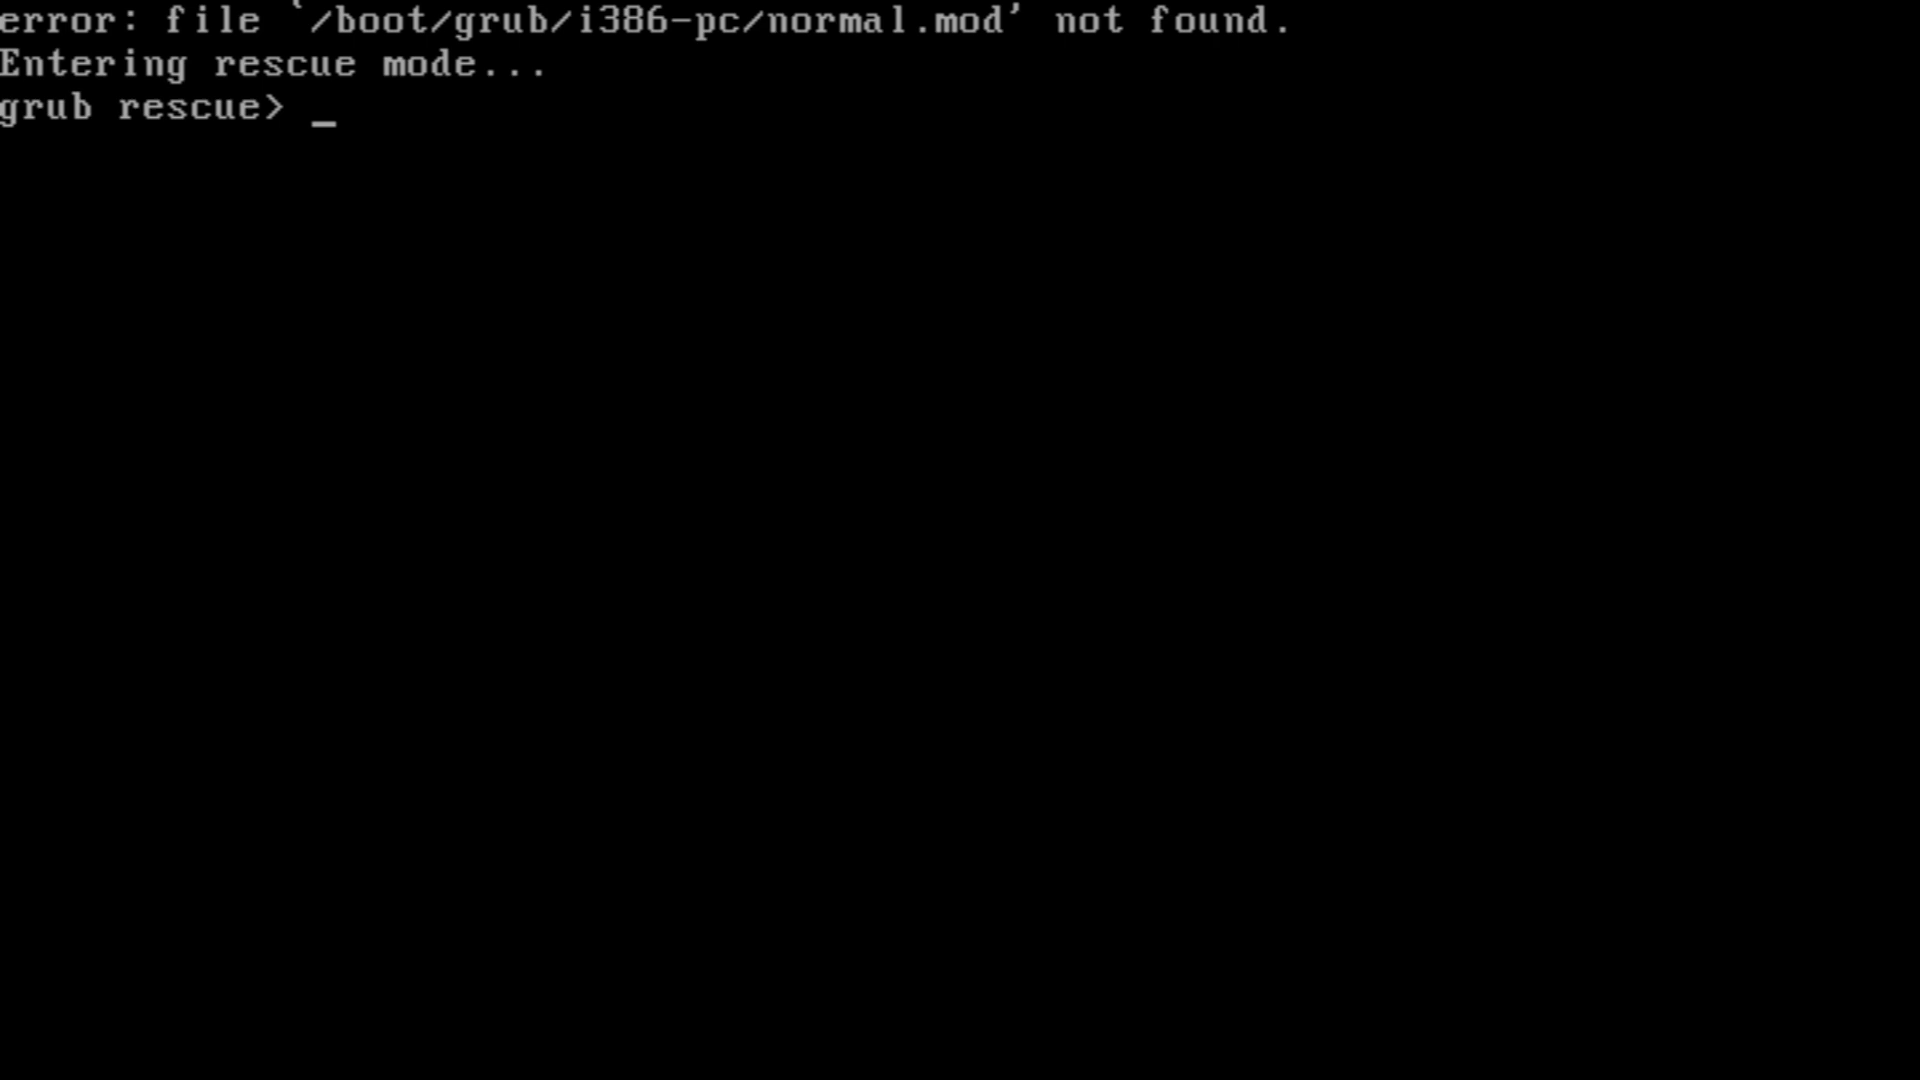 error: file `/boot/grub/i386-pc/normal.mod' not found.
Entering rescue mode...
grub rescue> _